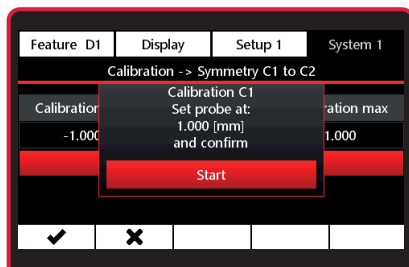 Feature D1 Display Setup 1 System 1
Calibration -> Symmetry C1 to C2
Calibration C1
Set probe at:
Calibration ration max
1.000 [mm]
-1.000 1.000
and confirm
Start